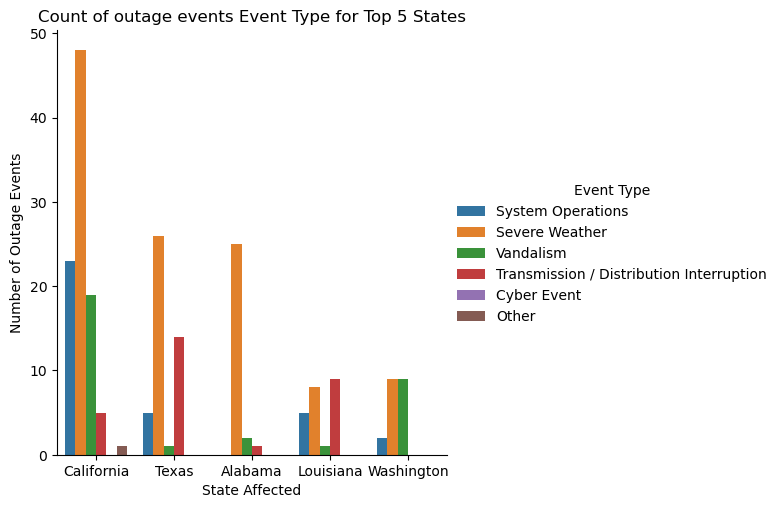 Count of outage events Event Type for Top 5 States
50
40
30
20
10
0
Number of Outage Events
California
Texas
Alabama
Louisiana
Washington
State Affected
Event Type
System Operations
Severe Weather
Vandalism
Transmission / Distribution Interruption
Cyber Event
Other